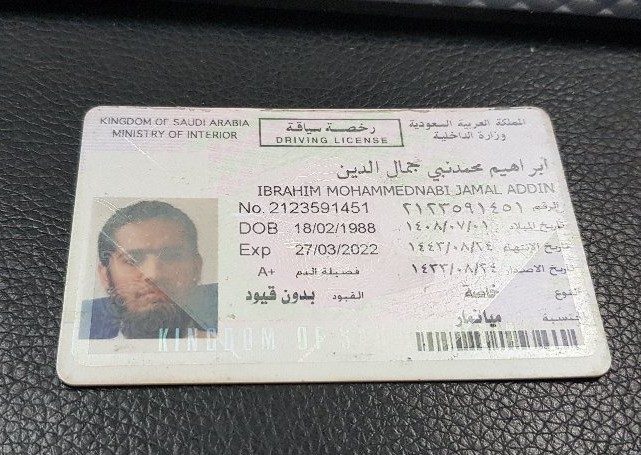 KINGDOM OF SAUDI ARABIA
MINISTRY OF INTERIOR
رخصة سياقة
DRIVING LICENSE
المملكة العربية السعودية
وزارة الداخلية
ابراهيم محمدنبي جمال الدين
IBRAHIM MOHAMMEDNABI JAMAL ADDIN
No. 2123591451 الرقم ٢١٢٣٥٩١٤٥١
DOB 18/02/1988 تاريخ الميلاد ١٤٠٨/٠٧/٠١
Exp 27/03/2022 تاريخ الانتهاء ١٤٤٣/٠٨/٢٤
A+ فصيلة الدم تاريخ الاصدار ١٤٣٣/٠٨/٢٤
القيود بدون قيود النوع خاصة
الجنسية ميانمار
KINGDOM OF